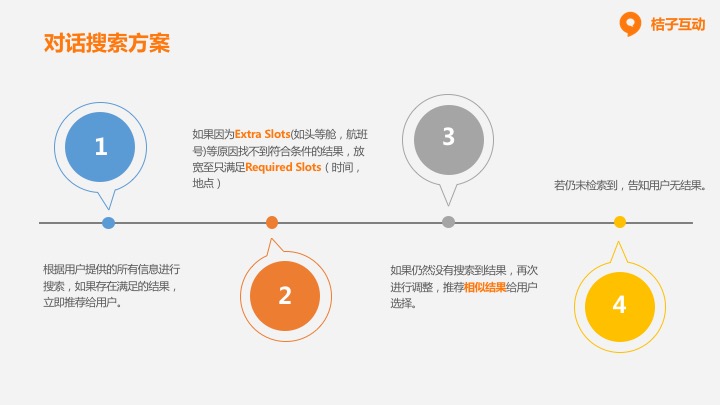 桔子互动
对话搜索方案
1
根据用户提供的所有信息进行
搜索，如果存在满足的结果，
立即推荐给用户。
如果因为Extra Slots(如头等舱，航班
号)等原因找不到符合条件的结果，放
宽至只满足Required Slots（时间，
地点）
2
3
如果仍然没有搜索到结果，再次
进行调整，推荐相似结果给用户
选择。
若仍未检索到，告知用户无结果。
4